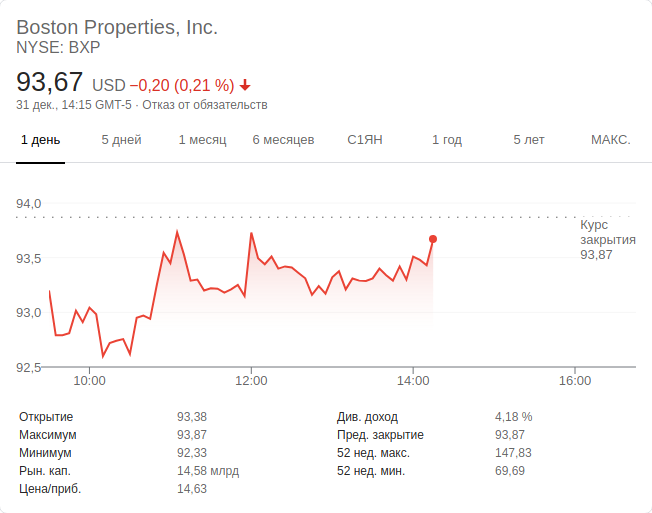 Boston Properties, Inc.
NYSE: BXP
93,67 USD −0,20 (0,21 %)
31 дек., 14:15 GMT-5 · Отказ от обязательств
1 день 5 дней 1 месяц 6 месяцев С1ЯН 1 год 5 лет МАКС.
94,0
Курс
закрытия
93,5 93,87
93,0
92,5
10:00 12:00 14:00 16:00
Открытие 93,38 Див. доход 4,18 %
Максимум 93,87 Пред. закрытие 93,87
Минимум 92,33 52 нед. макс. 147,83
Рын. кап. 14,58 млрд 52 нед. мин. 69,69
Цена/приб. 14,63